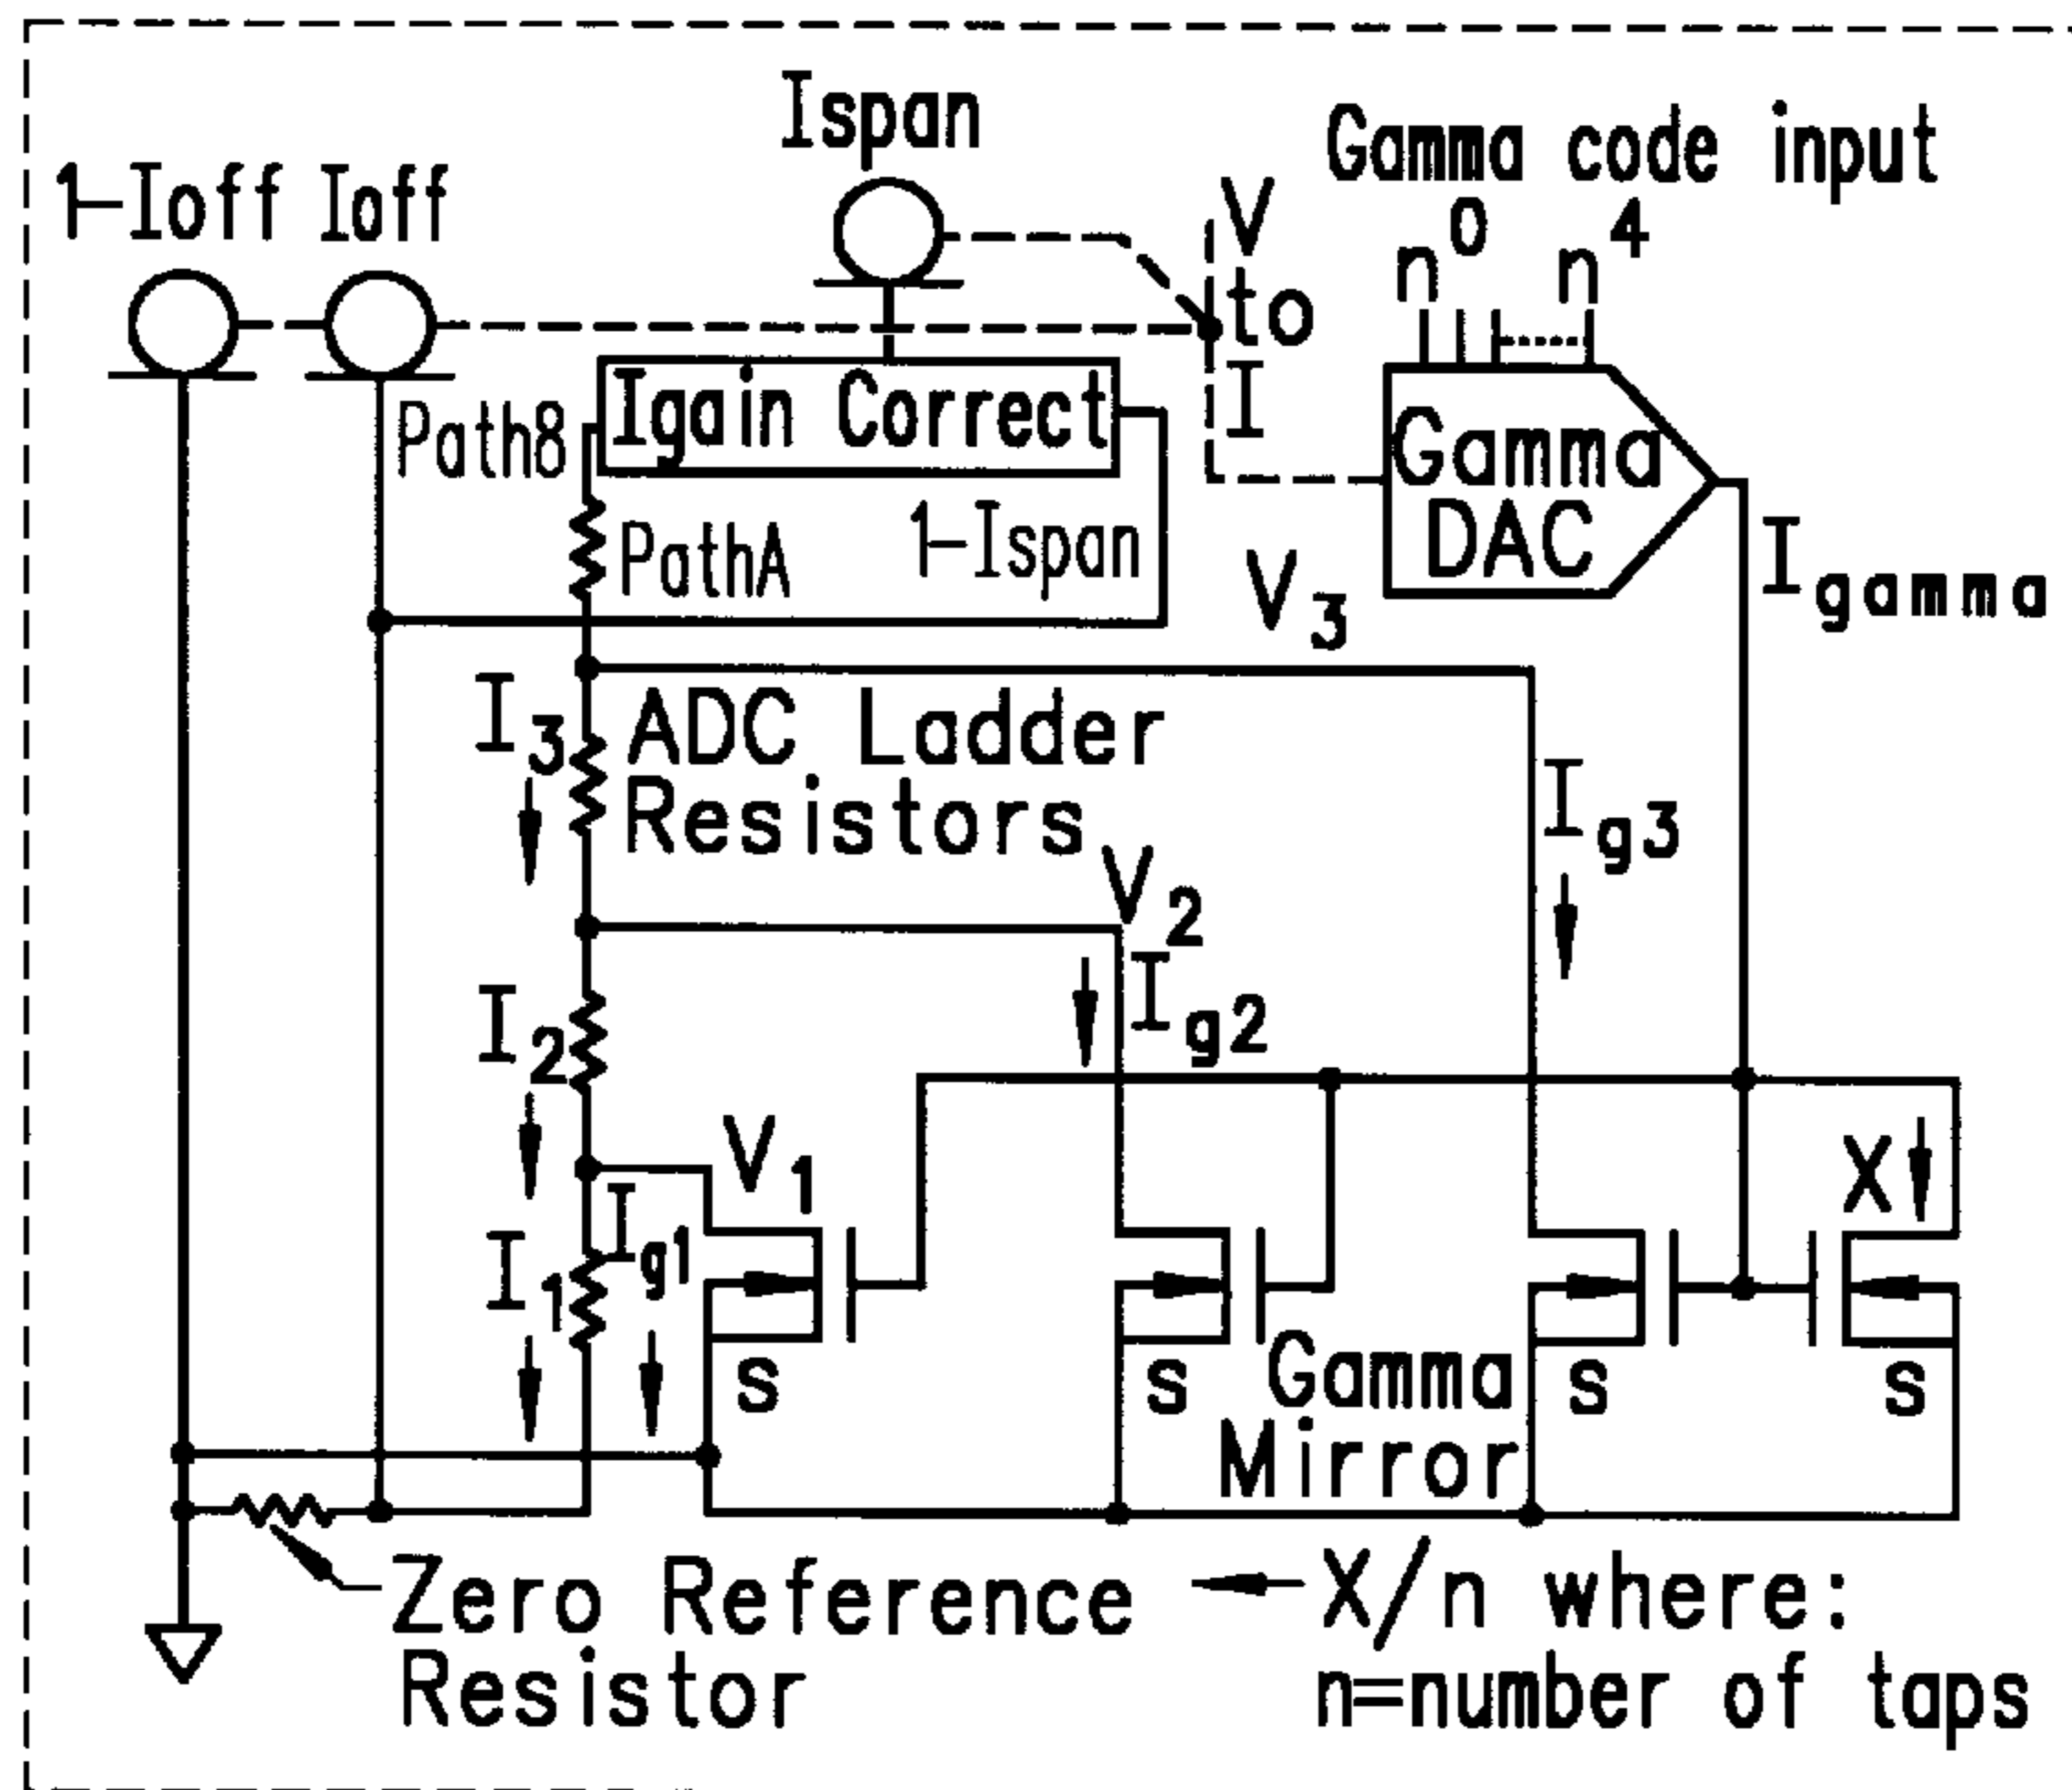 Ispan
Gamma code input
1-Ioff Ioff
V
to
I
n0 n4
Igain Correct
Path8
Gamma
DAC
PathA
1-Ispan
V3
Igamma
I3
ADC Ladder
Resistors
Ig3
V2
Ig2
I2
V1
X
Ig1
I1
s
s
s
s
Gamma
Mirror
Zero Reference
Resistor
X/n where:
n=number of taps